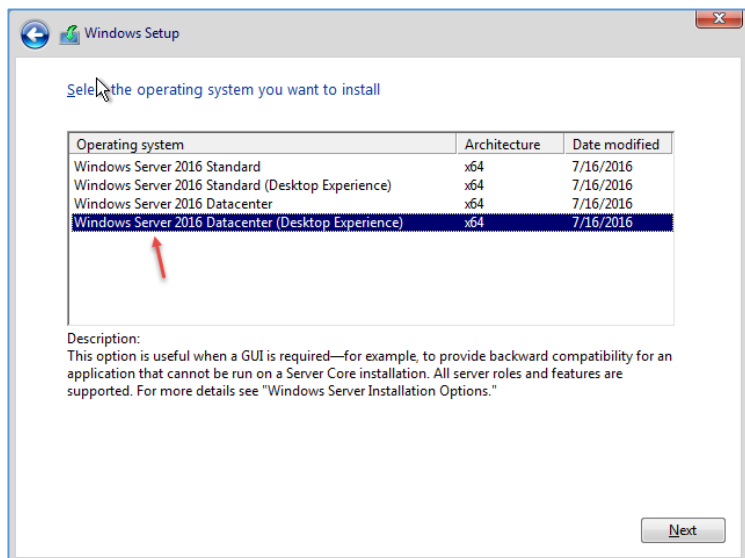 Windows Setup
Select the operating system you want to install
Operating system Architecture Date modified
Windows Server 2016 Standard x64 7/16/2016
Windows Server 2016 Standard (Desktop Experience) x64 7/16/2016
Windows Server 2016 Datacenter x64 7/16/2016
Windows Server 2016 Datacenter (Desktop Experience) x64 7/16/2016
Description:
This option is useful when a GUI is required—for example, to provide backward compatibility for an
application that cannot be run on a Server Core installation. All server roles and features are
supported. For more details see "Windows Server Installation Options."
Next